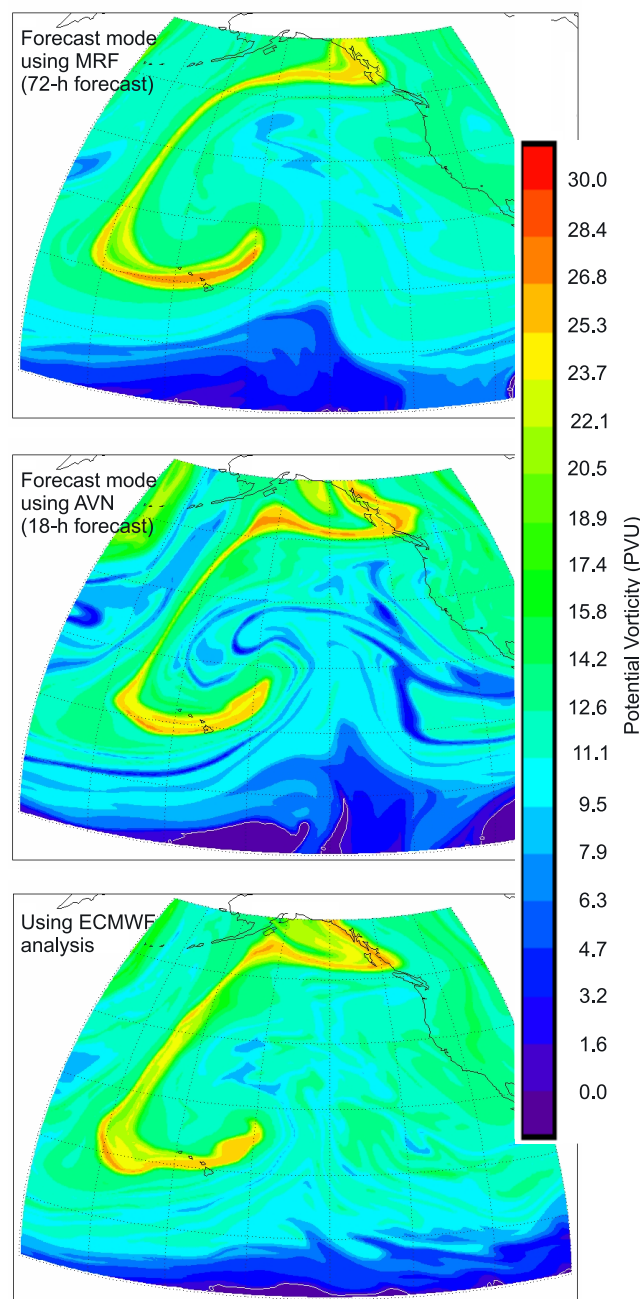 Forecast mode
using MRF
(72-h forecast)
30.0
28.4
26.8
25.3
23.7
22.1
20.5
18.9
17.4
15.8
14.2
12.6
11.1
9.5
7.9
6.3
4.7
3.2
1.6
0.0
Potential Vorticity (PVU)
Forecast mode
using AVN
(18-h forecast)
Using ECMWF
analysis